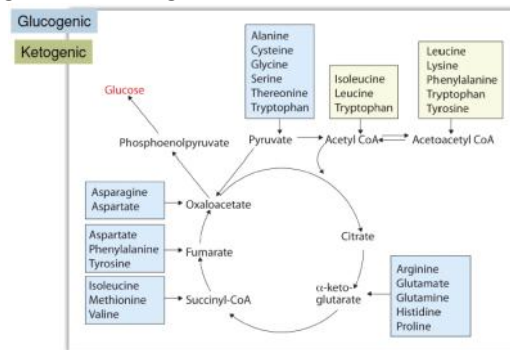 Glucogenic
Ketogenic
Alanine
Cysteine
Glycine
Serine
Thereonine
Tryptophan
Isoleucine
Leucine
Tryptophan
Leucine
Lysine
Phenylalanine
Tryptophan
Tyrosine
Glucose
Phosphoenolpyruvate
Pyruvate
Acetyl CoA
Acetoacetyl CoA
Asparagine
Aspartate
Oxaloacetate
Aspartate
Phenylalanine
Tyrosine
Fumarate
Citrate
Isoleucine
Methionine
Valine
Succinyl-CoA
α-keto-
glutarate
Arginine
Glutamate
Glutamine
Histidine
Proline